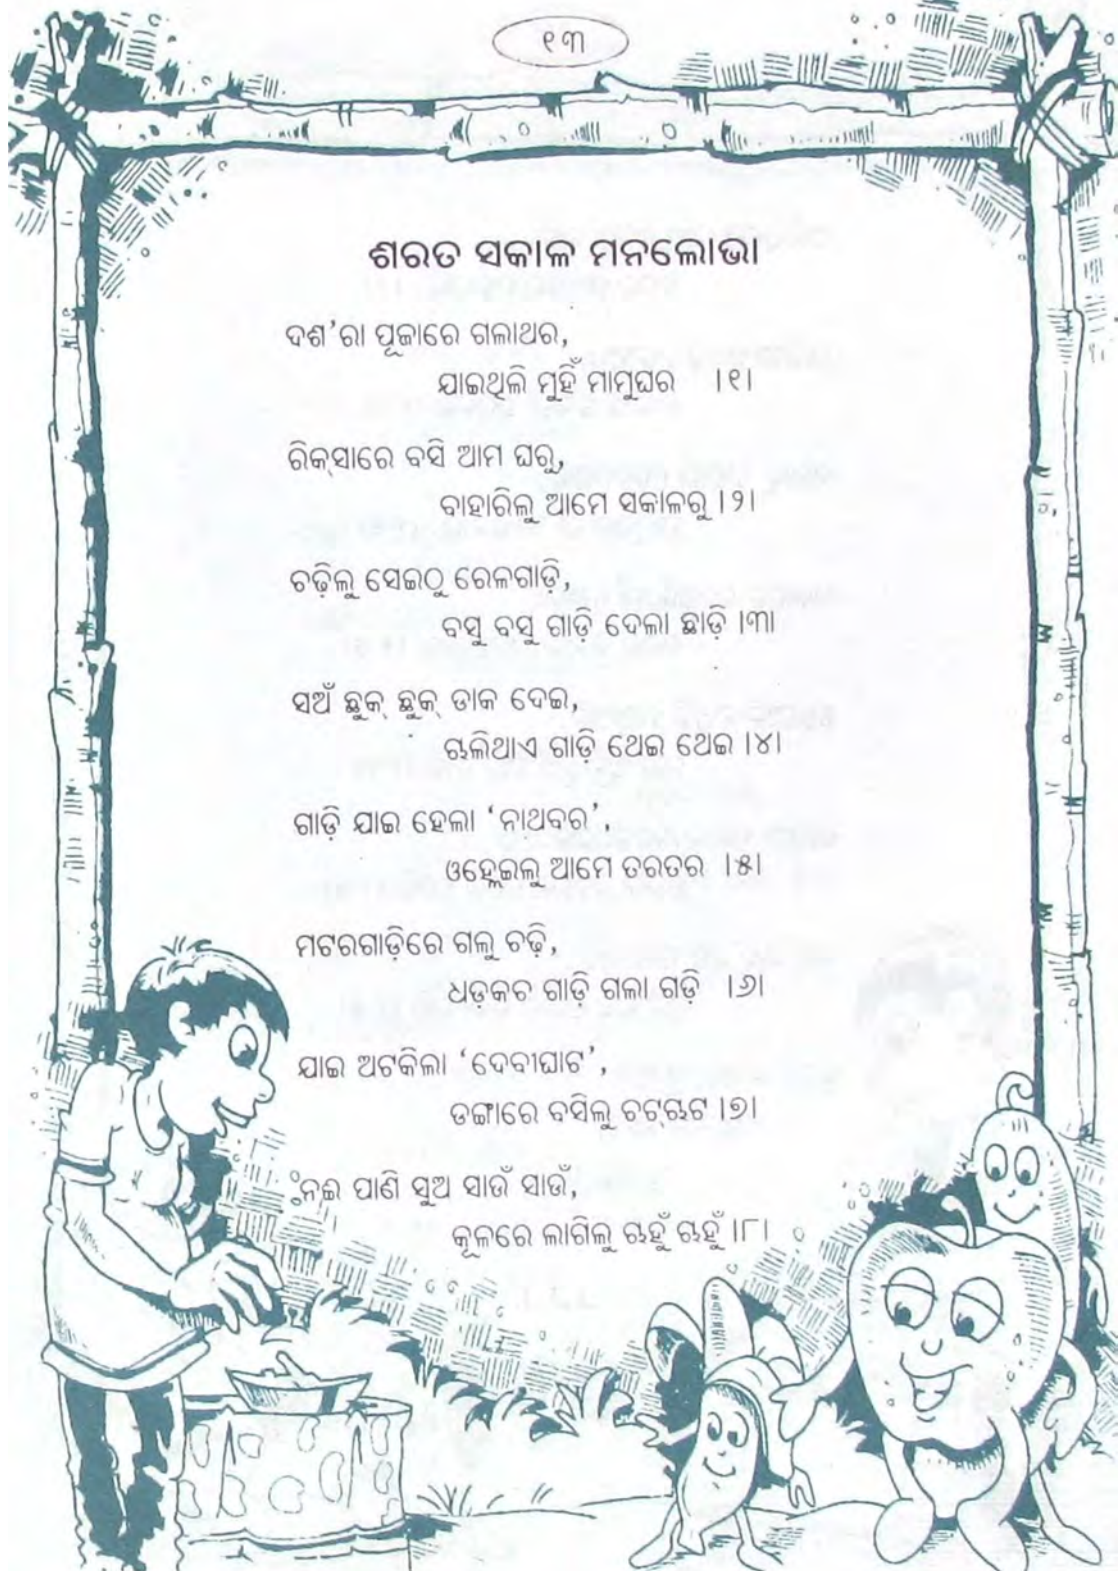 ୧୩
ଶରତ ସକାଳ ମନଲୋଭା
ଦଶ’ରା ପୂଜାରେ ଗଲାଥର,
ଯାଇଥିଲି ମୁହିଁ ମାମୁଘର ।୧।
ରିକ୍‌ସାରେ ବସି ଆମ ଘରୁ,
ବାହାରିଲୁ ଆମେ ସକାଳରୁ ।୨।
ଚଢ଼ିଲୁ ସେଇଠୁ ରେଳଗାଡ଼ି,
ବସୁ ବସୁ ଗାଡ଼ି ଦେଲା ଛାଡ଼ି ।୩।
ସଅଁ ଛୁକ୍ ଛୁକ୍ ଡାକ ଦେଇ,
ଚାଲିଥାଏ ଗାଡ଼ି ଥେଇ ଥେଇ ।୪।
ଗାଡ଼ି ଯାଇ ହେଲା ‘ନାଥବର’,
ଓହ୍ଲେଇଲୁ ଆମେ ତରତର ।୫।
ମଟରଗାଡ଼ିରେ ଗଲୁ ଚଢ଼ି,
ଧଡ଼କଚ ଗାଡ଼ି ଗଲା ଗଡ଼ି ।୬।
ଯାଇ ଅଟକିଲା ‘ଦେବୀଘାଟ’,
ଡଙ୍ଗାରେ ବସିଲୁ ଚଟ୍‌ଚାଟ ।୭।
ନଈ ପାଣି ସୁଅ ସାଉଁ ସାଉଁ,
କୂଳରେ ଲାଗିଲୁ ଚାହୁଁ ଚାହୁଁ ।୮।